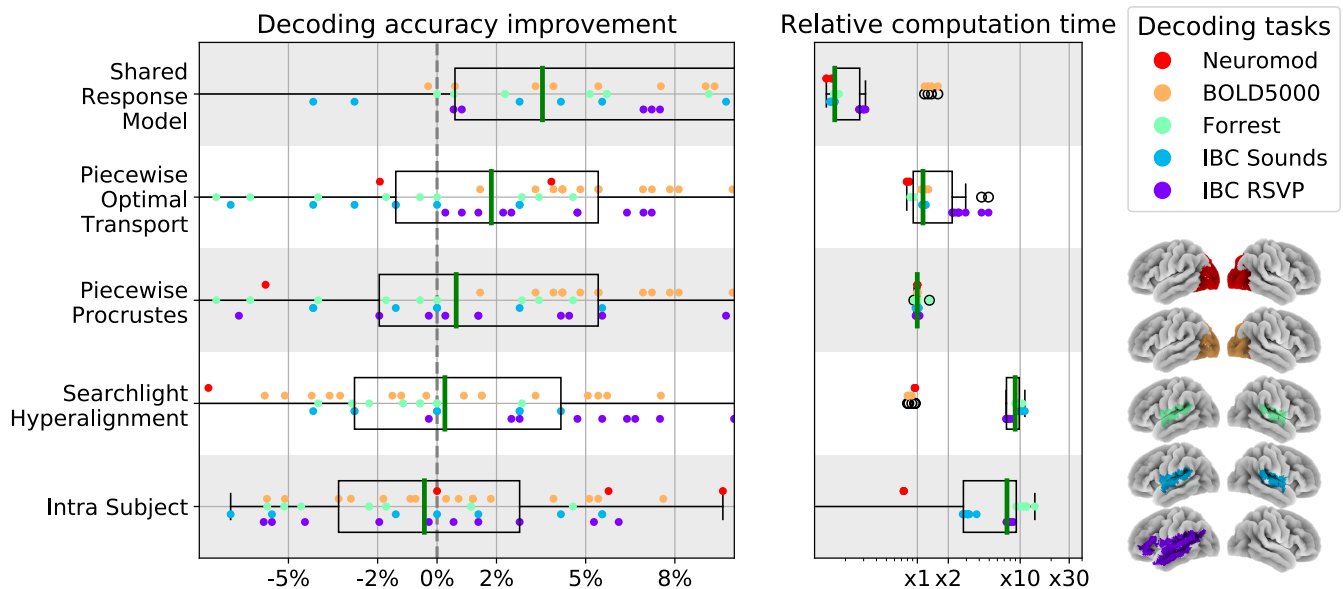 Decoding accuracy improvement
Relative computation time
Decoding tasks
Neuromod
BOLD5000
Forrest
IBC Sounds
IBC RSVP
Shared
Response
Model
Piecewise
Optimal
Transport
Piecewise
Procrustes
Searchlight
Hyperalignment
Intra Subject
-5% -2% 0% 2% 5% 8%
x1 x2 x10 x30